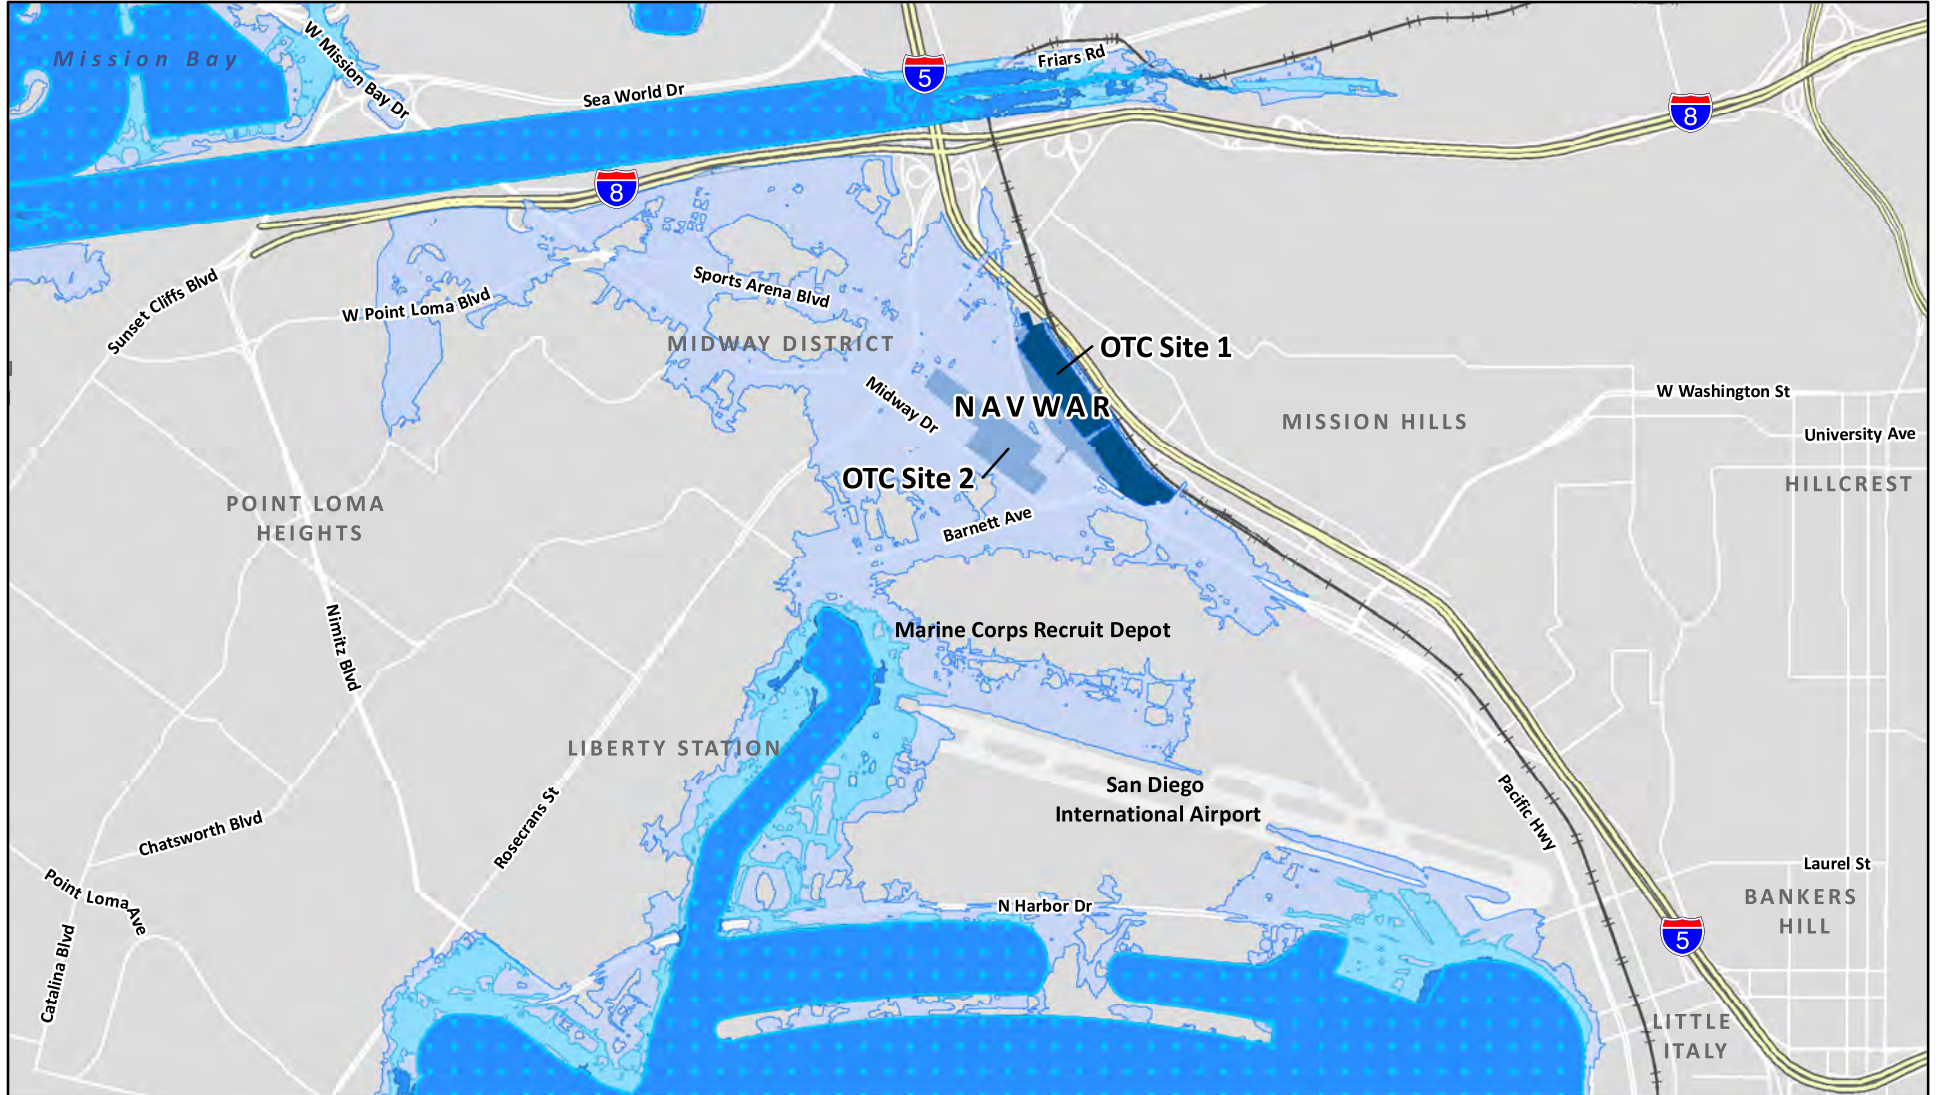 Mission Bay
W Mission Bay Dr
Sea World Dr
5
Friars Rd
8
8
Sunset Cliffs Blvd
W Point Loma Blvd
Sports Arena Blvd
MIDWAY DISTRICT
OTC Site 1
Midway Dr
NAVWAR
W Washington St
MISSION HILLS
University Ave
OTC Site 2
HILLCREST
POINT LOMA
HEIGHTS
Barnett Ave
Nimitz Blvd
Marine Corps Recruit Depot
LIBERTY STATION
San Diego
International Airport
Pacific Hwy
Chatsworth Blvd
Rosecrans St
Laurel St
Point Loma Ave
BANKERS
HILL
N Harbor Dr
5
Catalina Blvd
LITTLE
ITALY